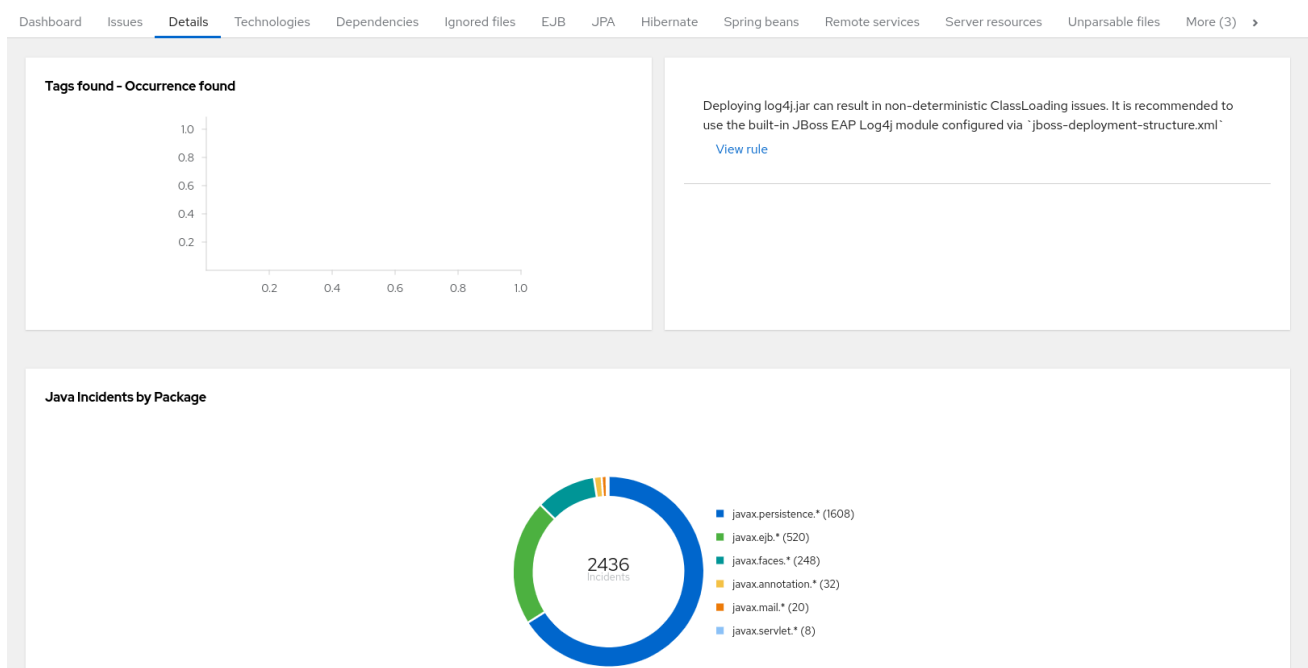 Dashboard Issues Details Technologies Dependencies Ignored files EJB JPA Hibernate Spring beans Remote services Server resources Unparsable files More (3)
Tags found - Occurrence found
1.0
0.8
0.6
0.4
0.2
0.2 0.4 0.6 0.8 1.0
Deploying log4j.jar can result in non-deterministic ClassLoading issues. It is recommended to
use the built-in JBoss EAP Log4j module configured via `jboss-deployment-structure.xml`
View rule
Java Incidents by Package
2436
Incidents
javax.persistence.* (1608)
javax.ejb.* (520)
javax.faces.* (248)
javax.annotation.* (32)
javax.mail.* (20)
javax.servlet.* (8)